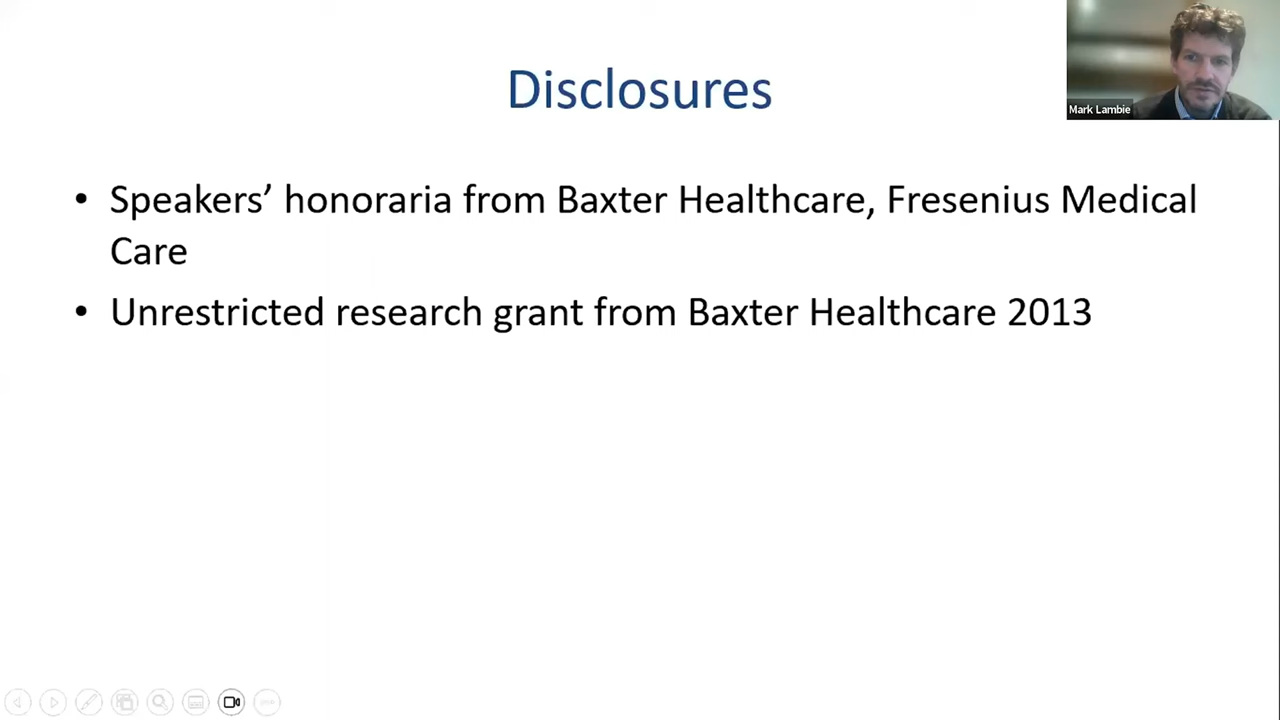 Disclosures
Mark Lambie
• Speakers’ honoraria from Baxter Healthcare, Fresenius Medical
Care
• Unrestricted research grant from Baxter Healthcare 2013